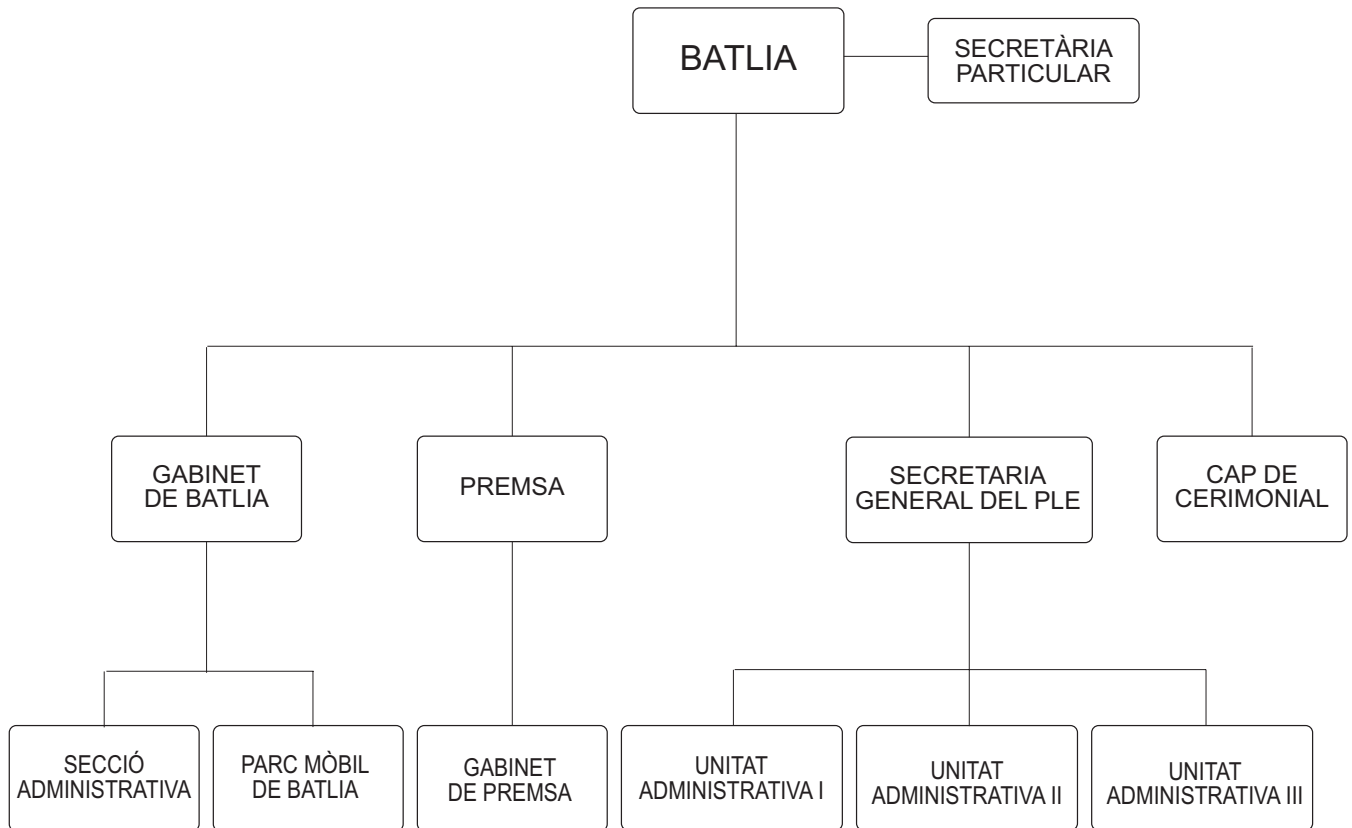 BATLIA
SECRETÀRIA
PARTICULAR
GABINET
DE BATLIA
PREMSA
SECRETARIA
GENERAL DEL PLE
CAP DE
CERIMONIAL
SECCIÓ
ADMINISTRATIVA
PARC MÒBIL
DE BATLIA
GABINET
DE PREMSA
UNITAT
ADMINISTRATIVA I
UNITAT
ADMINISTRATIVA II
UNITAT
ADMINISTRATIVA III